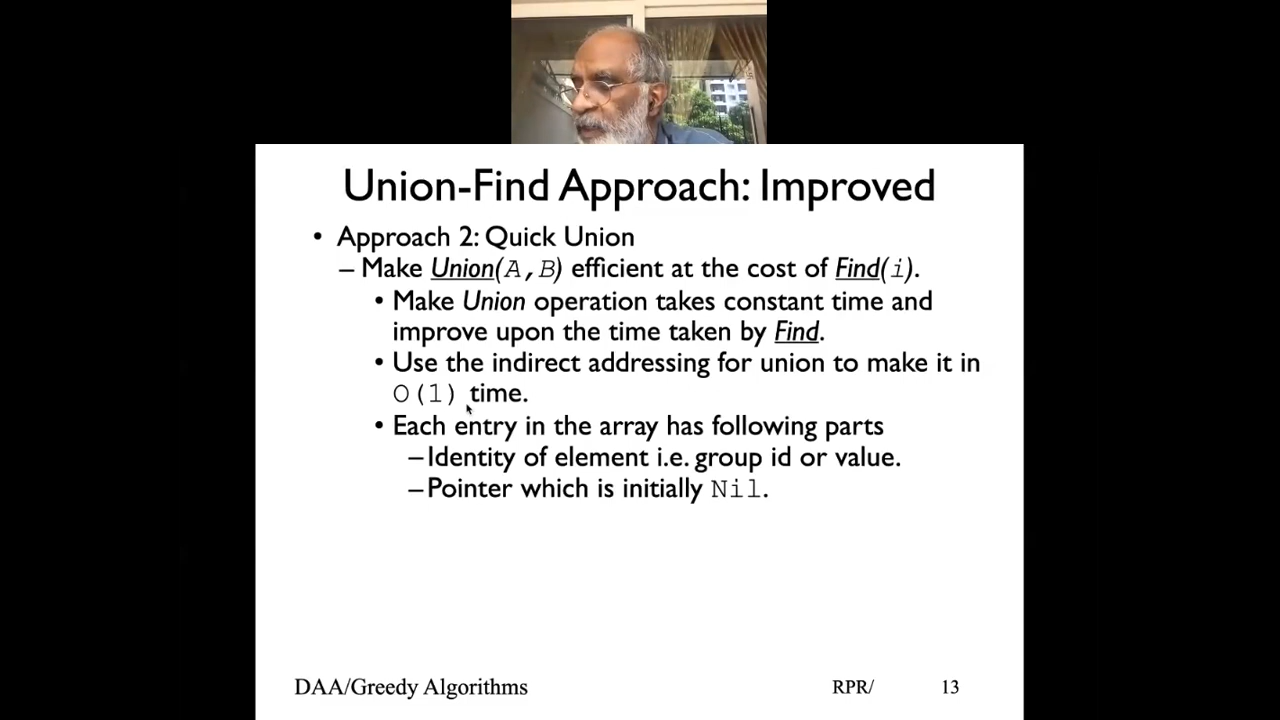 Union-Find Approach: Improved
• Approach 2: Quick Union
– Make Union(A,B) efficient at the cost of Find(i).
• Make Union operation takes constant time and
improve upon the time taken by Find.
• Use the indirect addressing for union to make it in
O(1) time.
• Each entry in the array has following parts
– Identity of element i.e. group id or value.
– Pointer which is initially Nil.
DAA/Greedy Algorithms RPR/ 13